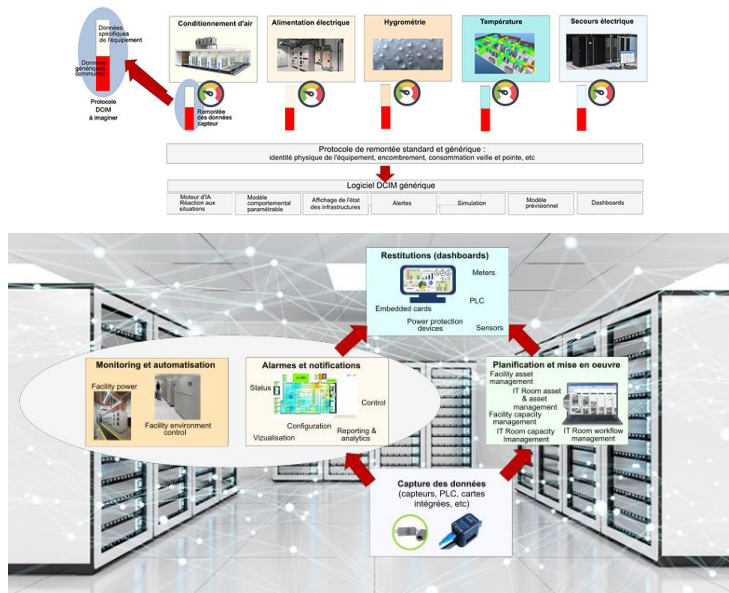 Conditionnement d'air
Alimentation électrique
Hygrométrie
Température
Secours électrique
Données
spécifiques
de l'équipement
Données
génériques
communes
Protocole
DCIM
à imaginer
Remontée
des données
capteur
Protocole de remontée standard et générique :
identité physique de l'équipement, encombrement, consommation veille et pointe, etc
Logiciel DCIM générique
Moteur d'IA
Réaction aux
situations
Modèle
comportemental
paramétrable
Affichage de l'état
des infrastructures
Alertes
Simulation
Modèle
prévisionnel
Dashboards
Restitutions (dashboards)
Meters
PLC
Embedded cards
Power protection
devices
Sensors
Monitoring et automatisation
Facility power
Facility environment
control
Alarmes et notifications
Status
Control
Configuration
Vizualisation
Reporting &
analytics
Planification et mise en oeuvre
Facility asset
management
IT Room asset
& asset
management
Facility capacity
management
IT Room capacity
lmanagement
IT Room workflow
management
Capture des données
(capteurs, PLC, cartes
intégrées, etc)